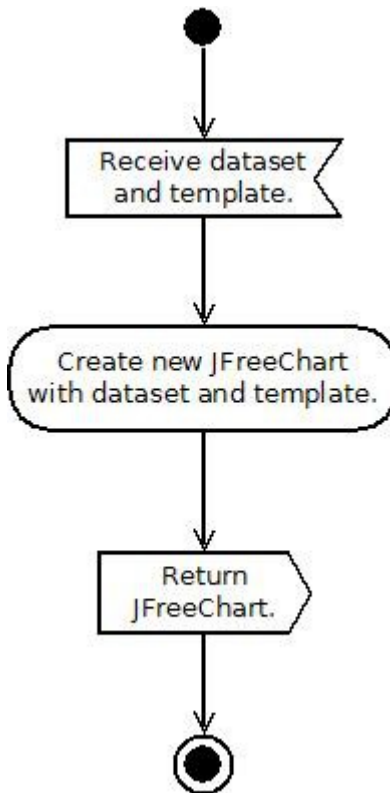 Receive dataset
and template.
Create new JFreeChart
with dataset and template.
Return
JFreeChart.